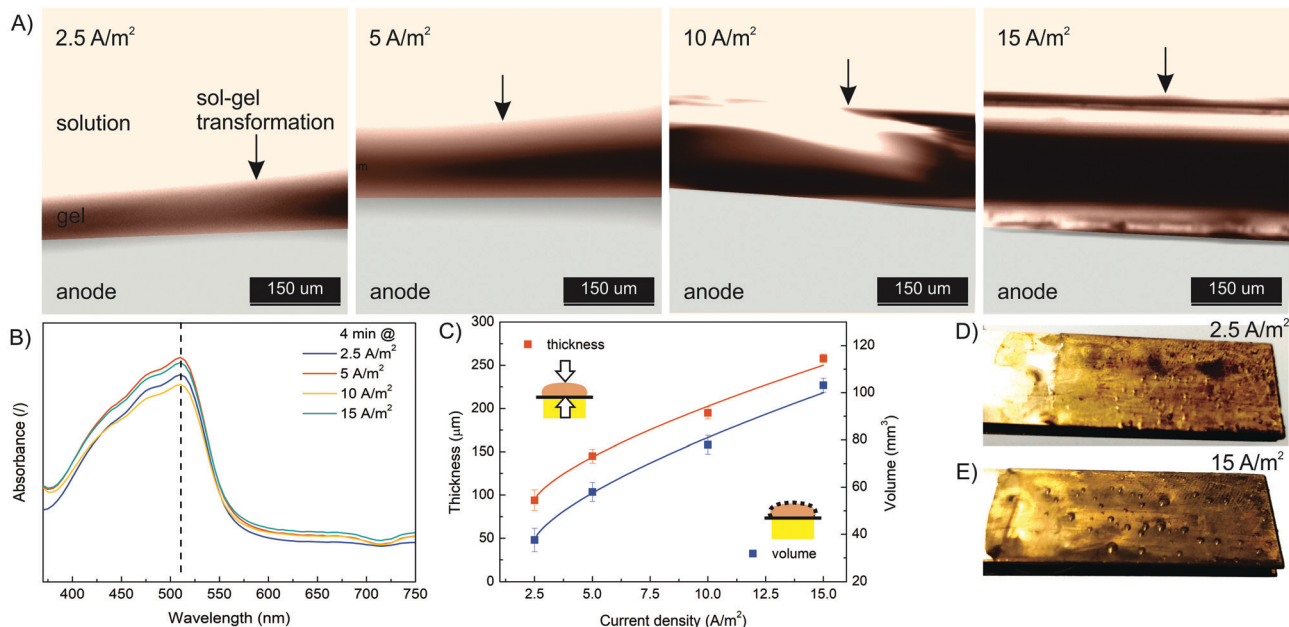 A)
2.5 A/m²
5 A/m²
10 A/m²
15 A/m²
solution
sol-gel
transformation
gel
anode
anode
anode
anode
150 um
150 um
150 um
150 um
B)
4 min @
2.5 A/m²
5 A/m²
10 A/m²
15 A/m²
Absorbance (/)
400
450
500
550
600
650
700
750
Wavelength (nm)
C)
300
250
200
150
100
50
0
Thickness (µm)
thickness
volume
120
100
80
60
40
20
Volume (mm³)
2.5
5.0
7.5
10.0
12.5
15.0
Current density (A/m²)
D)
2.5 A/m²
E)
15 A/m²